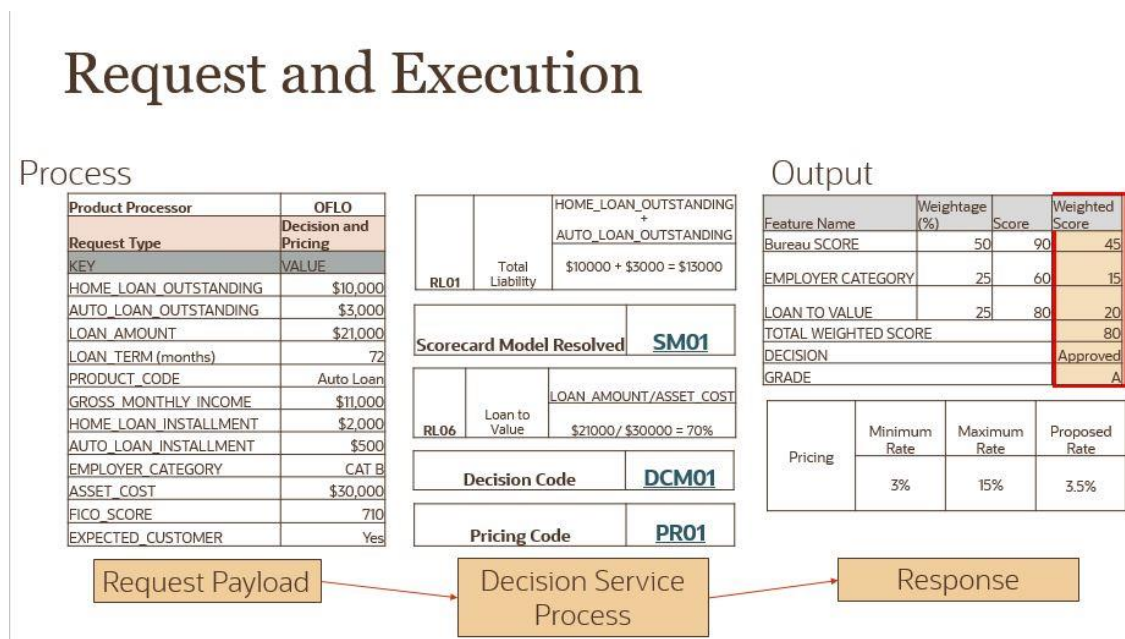 Request and Execution
Process
Product Processor OFLO
Request Type Decision and Pricing
KEY VALUE
HOME_LOAN_OUTSTANDING $10,000
AUTO_LOAN_OUTSTANDING $3,000
LOAN_AMOUNT $21,000
LOAN_TERM (months) 72
PRODUCT_CODE Auto Loan
GROSS_MONTHLY_INCOME $11,000
HOME_LOAN_INSTALLMENT $2,000
AUTO_LOAN_INSTALLMENT $500
EMPLOYER_CATEGORY CAT B
ASSET_COST $30,000
FICO_SCORE 710
EXPECTED_CUSTOMER Yes
RL01
Total
Liability
HOME_LOAN_OUTSTANDING
+
AUTO_LOAN_OUTSTANDING
$10000 + $3000 = $13000
Scorecard Model Resolved SM01
RL06
Loan to
Value
LOAN_AMOUNT/ASSET_COST
$21000/ $30000 = 70%
Decision Code DCM01
Pricing Code PR01
Output
Feature Name Weightage (%) Score Weighted Score
Bureau SCORE 50 90 45
EMPLOYER CATEGORY 25 60 15
LOAN TO VALUE 25 80 20
TOTAL WEIGHTED SCORE 80
DECISION Approved
GRADE A
Pricing
Minimum Rate Maximum Rate Proposed Rate
3% 15% 3.5%
Request Payload
Decision Service
Process
Response